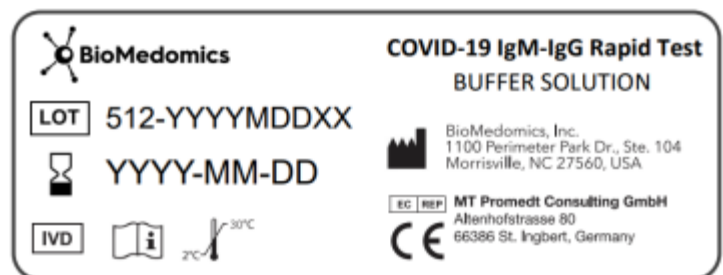 BioMedomics
LOT 512-YYYYMDDXX
YYYY-MM-DD
IVD i 2°C 30°C
COVID-19 IgM-IgG Rapid Test
BUFFER SOLUTION
BioMedomics, Inc.
1100 Perimeter Park Dr., Ste. 104
Morrisville, NC 27560, USA
EC REP MT Promedt Consulting GmbH
Altenhofstrasse 80
66386 St. Ingbert, Germany
CE